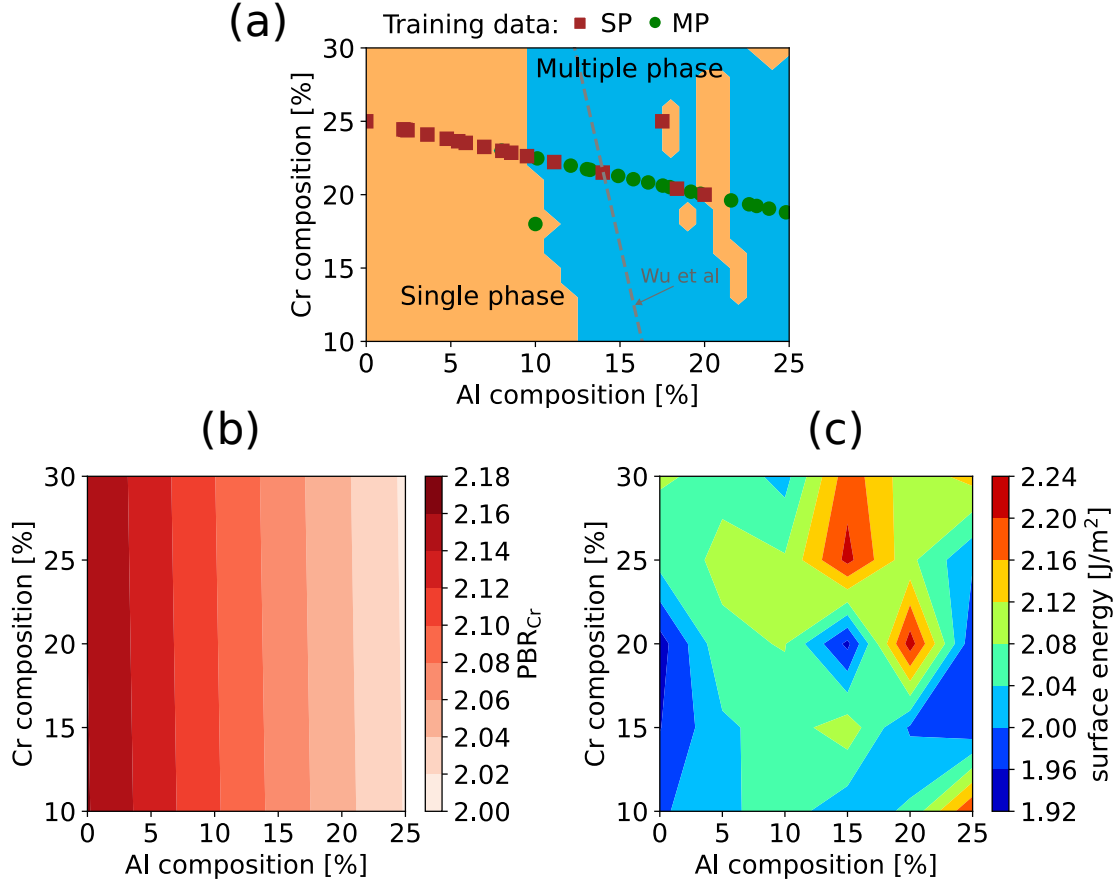 (a)
Training data: SP MP
Cr composition [%]
30
25
20
15
10
Multiple phase
Single phase
Wu et al
0 5 10 15 20 25
Al composition [%]
(b)
Cr composition [%]
30
25
20
15
10
0 5 10 15 20 25
Al composition [%]
2.18
2.16
2.14
2.12
2.10
2.08
2.06
2.04
2.02
2.00
PBR_Cr
(c)
Cr composition [%]
30
25
20
15
10
0 5 10 15 20 25
Al composition [%]
2.24
2.20
2.16
2.12
2.08
2.04
2.00
1.96
1.92
surface energy [J/m²]